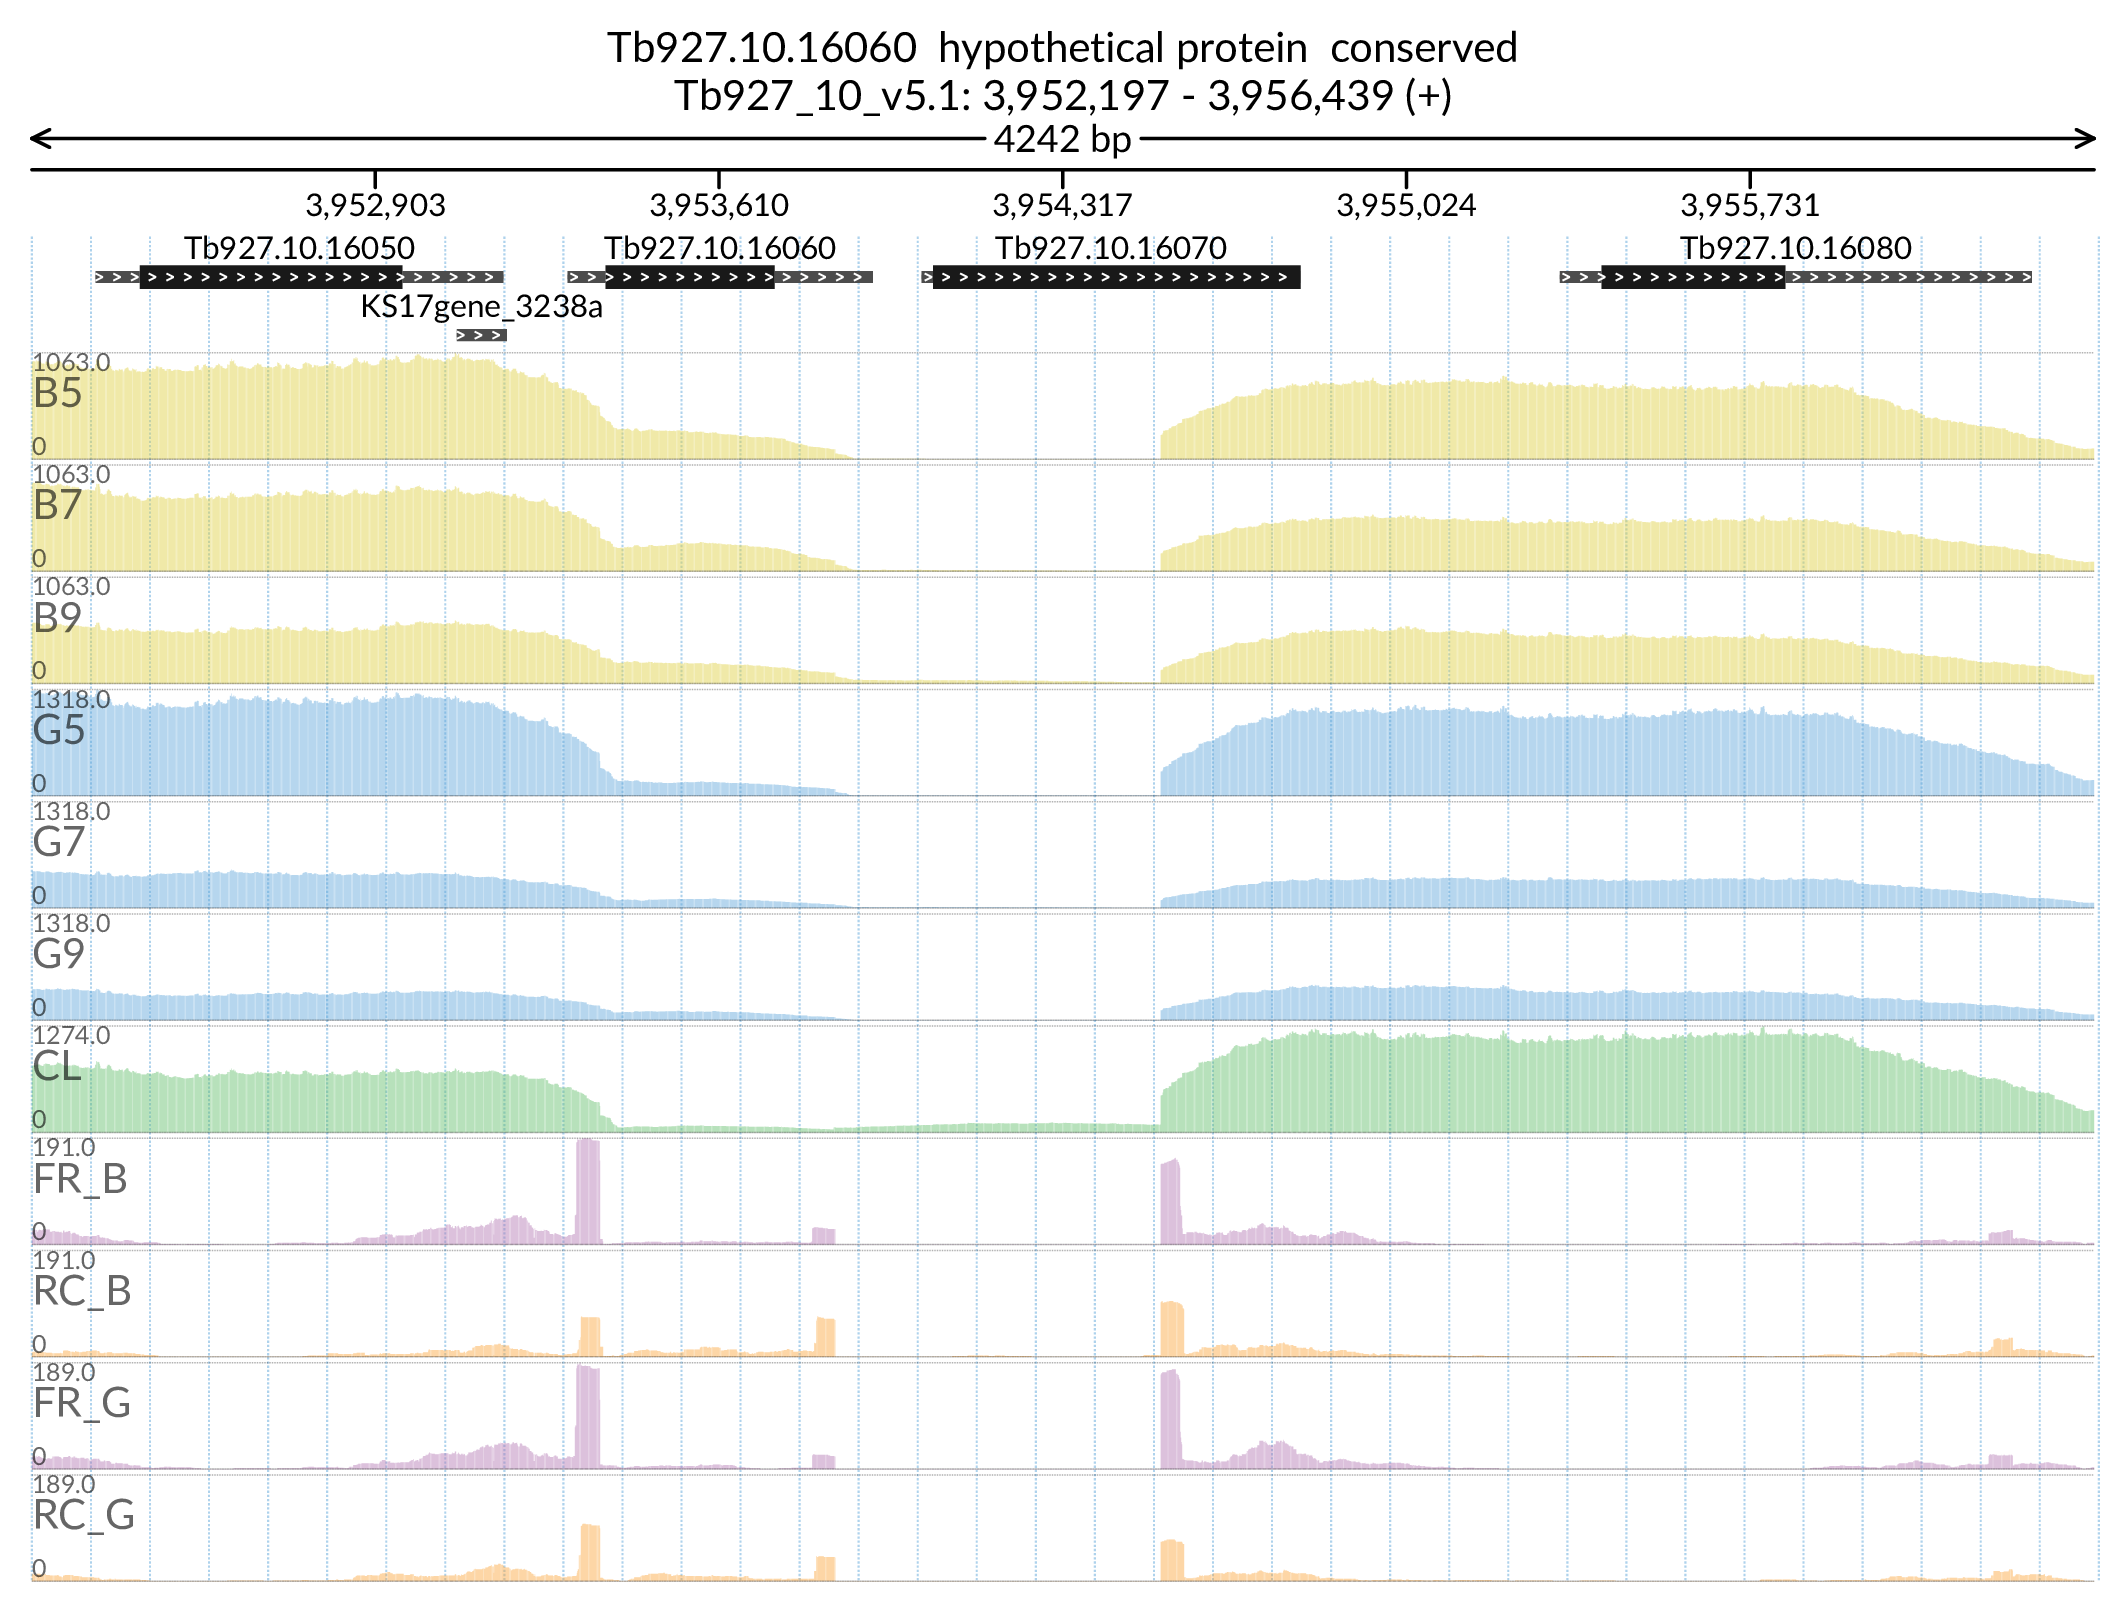 Tb927.10.16060  hypothetical protein  conserved
Tb927_10_v5.1: 3,952,197 - 3,956,439 (+)
4242 bp
3,952,903 3,953,610 3,954,317 3,955,024 3,955,731
Tb927.10.16050 Tb927.10.16060 Tb927.10.16070 Tb927.10.16080
KS17gene_3238a
1063.0
B5
0
1063.0
B7
0
1063.0
B9
0
1318.0
G5
0
1318.0
G7
0
1318.0
G9
0
1274.0
CL
0
191.0
FR_B
0
191.0
RC_B
0
189.0
FR_G
0
189.0
RC_G
0